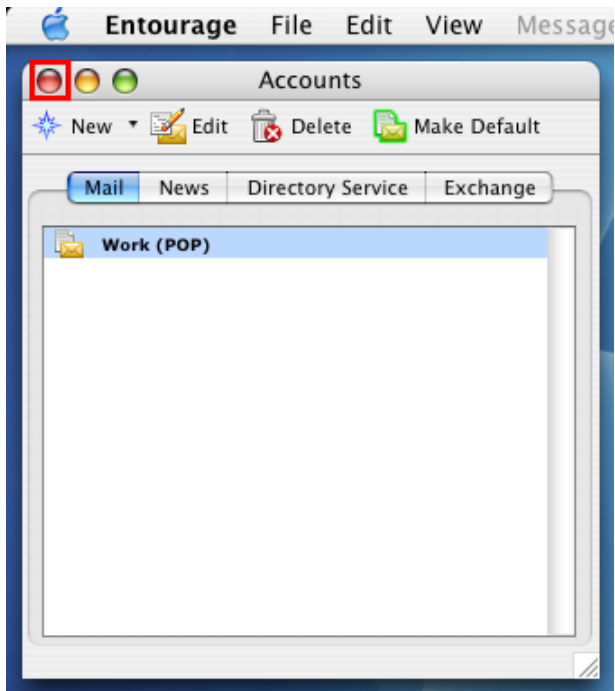 Entourage File Edit View Message
Accounts
New Edit Delete Make Default
Mail News Directory Service Exchange
Work (POP)